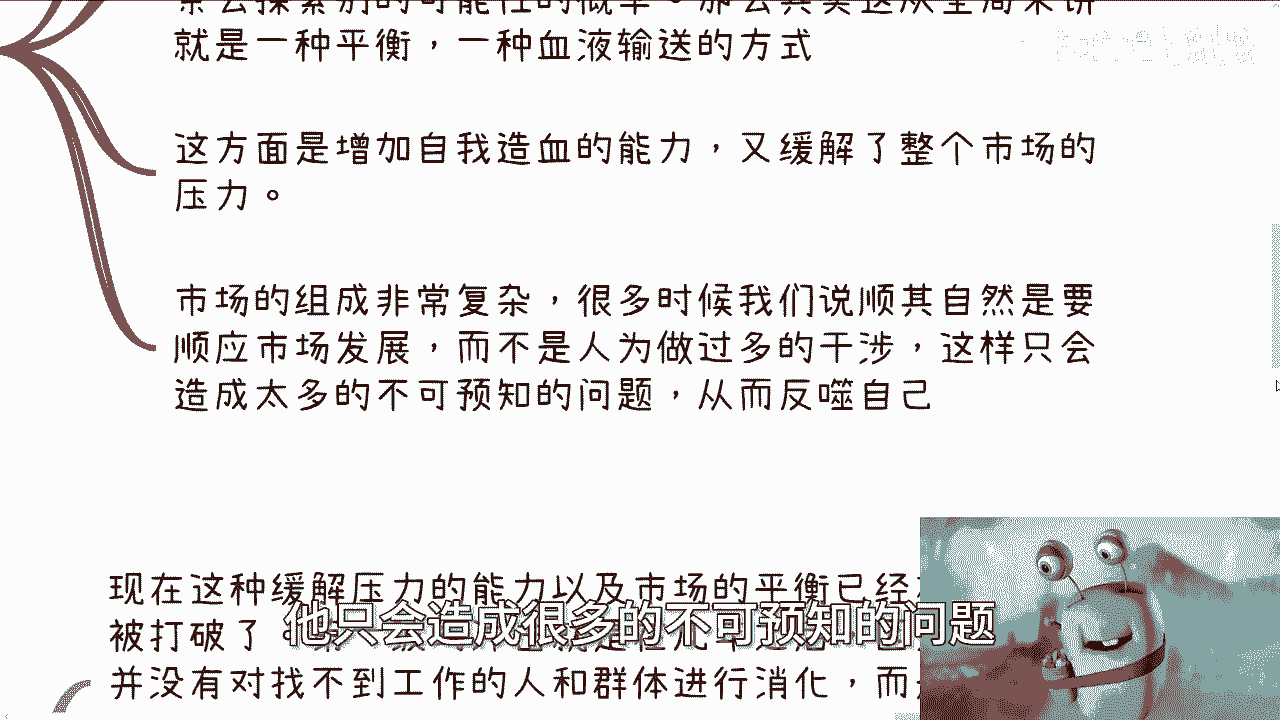 就是一种平衡，一种血液输送的方式
这方面是增加自我造血的能力，又缓解了整个市场的
压力。
市场的组成非常复杂，很多时候我们说顺其自然是要
顺应市场发展，而不是人为做过多的干涉，这样只会
造成太多的不可预知的问题，从而反噬自己
现在这种缓解压力的能力以及市场的平衡已经
被打破了
他只会造成很多的不可预知的问题
并没有对找不到工作的人和群体进行消化，而